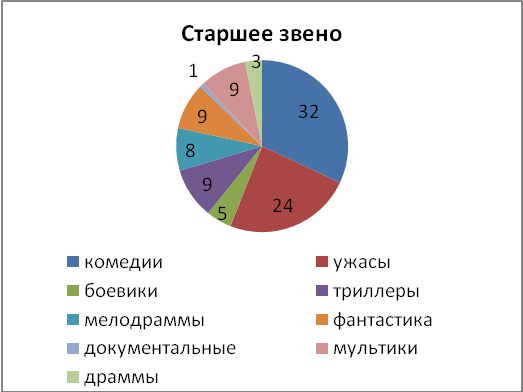 Старшее звено
3
1
9
32
9
8
9
5
24
комедии
ужасы
боевики
триллеры
мелодраммы
фантастика
документальные
мультики
драммы